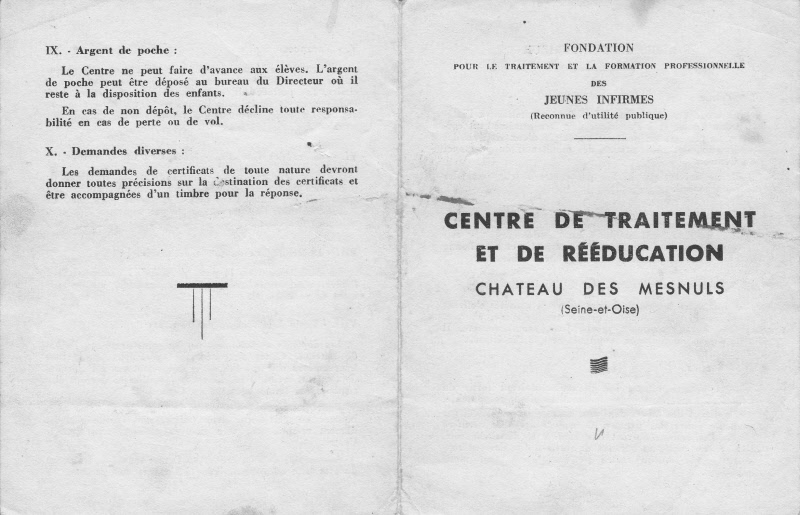 IX. - Argent de poche :
Le Centre ne peut faire d'avance aux élèves. L'argent
de poche peut être déposé au bureau du Directeur où il
reste à la disposition des enfants.
En cas de non dépôt, le Centre décline toute responsa-
bilité en cas de perte ou de vol.
X. - Demandes diverses :
Les demandes de certificats de toute nature devront
donner toutes précisions sur la destination des certificats et
être accompagnées d'un timbre pour la réponse.
FONDATION
POUR LE TRAITEMENT ET LA FORMATION PROFESSIONNELLE
DES
JEUNES INFIRMES
(Reconnue d'utilité publique)
CENTRE DE TRAITEMENT
ET DE RÉÉDUCATION
CHATEAU DES MESNULS
(Seine-et-Oise)